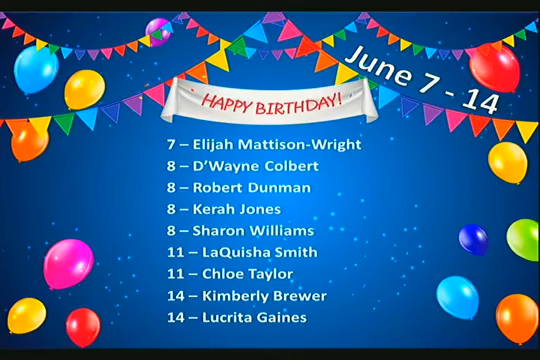 June 7 - 14
HAPPY BIRTHDAY!
7 – Elijah Mattison-Wright
8 – D'Wayne Colbert
8 – Robert Dunman
8 – Kerah Jones
8 – Sharon Williams
11 – LaQuisha Smith
11 – Chloe Taylor
14 – Kimberly Brewer
14 – Lucrita Gaines